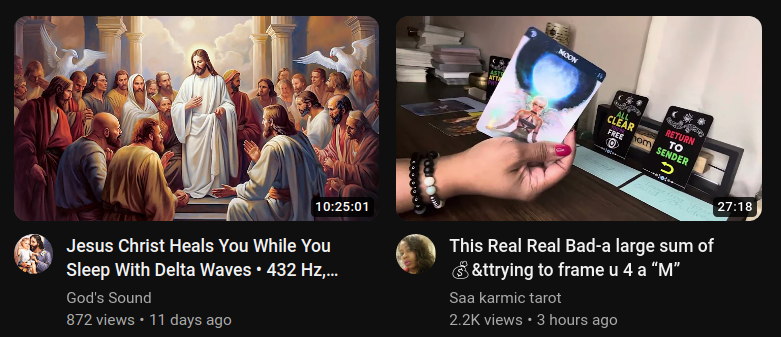 MOON
ALL
CLEAR
FREE
RETURN
TO
SENDER
10:25:01
27:18
Jesus Christ Heals You While You
Sleep With Delta Waves • 432 Hz,...
God's Sound
872 views • 11 days ago
This Real Real Bad-a large sum of
💰&ttrying to frame u 4 a “M”
Saa karmic tarot
2.2K views • 3 hours ago